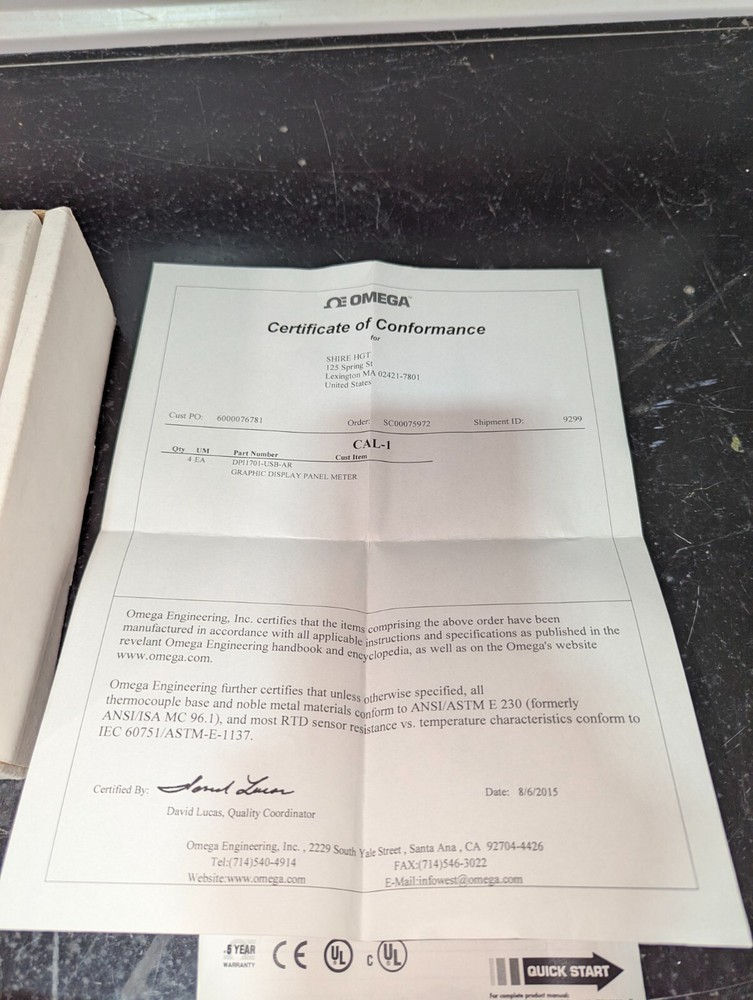 OMEGA
Certificate of Conformance
for
SHIRE HGT
125 Spring St
Lexington MA 02421-7801
United States
Cust PO: 6000076781 Order: SC00075972 Shipment ID: 9299
CAL-1
Qty UM Part Number Cust Item
4 EA DP11701-USB-AR
GRAPHIC DISPLAY PANEL METER
Omega Engineering, Inc. certifies that the items comprising the above order have been
manufactured in accordance with all applicable instructions and specifications as published in the
revelant Omega Engineering handbook and encyclopedia, as well as on the Omega's website
www.omega.com.
Omega Engineering further certifies that unless otherwise specified, all
thermocouple base and noble metal materials conform to ANSI/ASTM E 230 (formerly
ANSI/ISA MC 96.1), and most RTD sensor resistance vs. temperature characteristics conform to
IEC 60751/ASTM-E-1137.
Certified By: David Lucas Date: 8/6/2015
David Lucas, Quality Coordinator
Omega Engineering, Inc. , 2229 South Yale Street , Santa Ana , CA 92704-4426
Tel:(714)540-4914 FAX:(714)546-3022
Website:www.omega.com E-Mail:infowest@omega.com
5 YEAR
WARRANTY
CE UL c UL
QUICK START
For complete product manual: